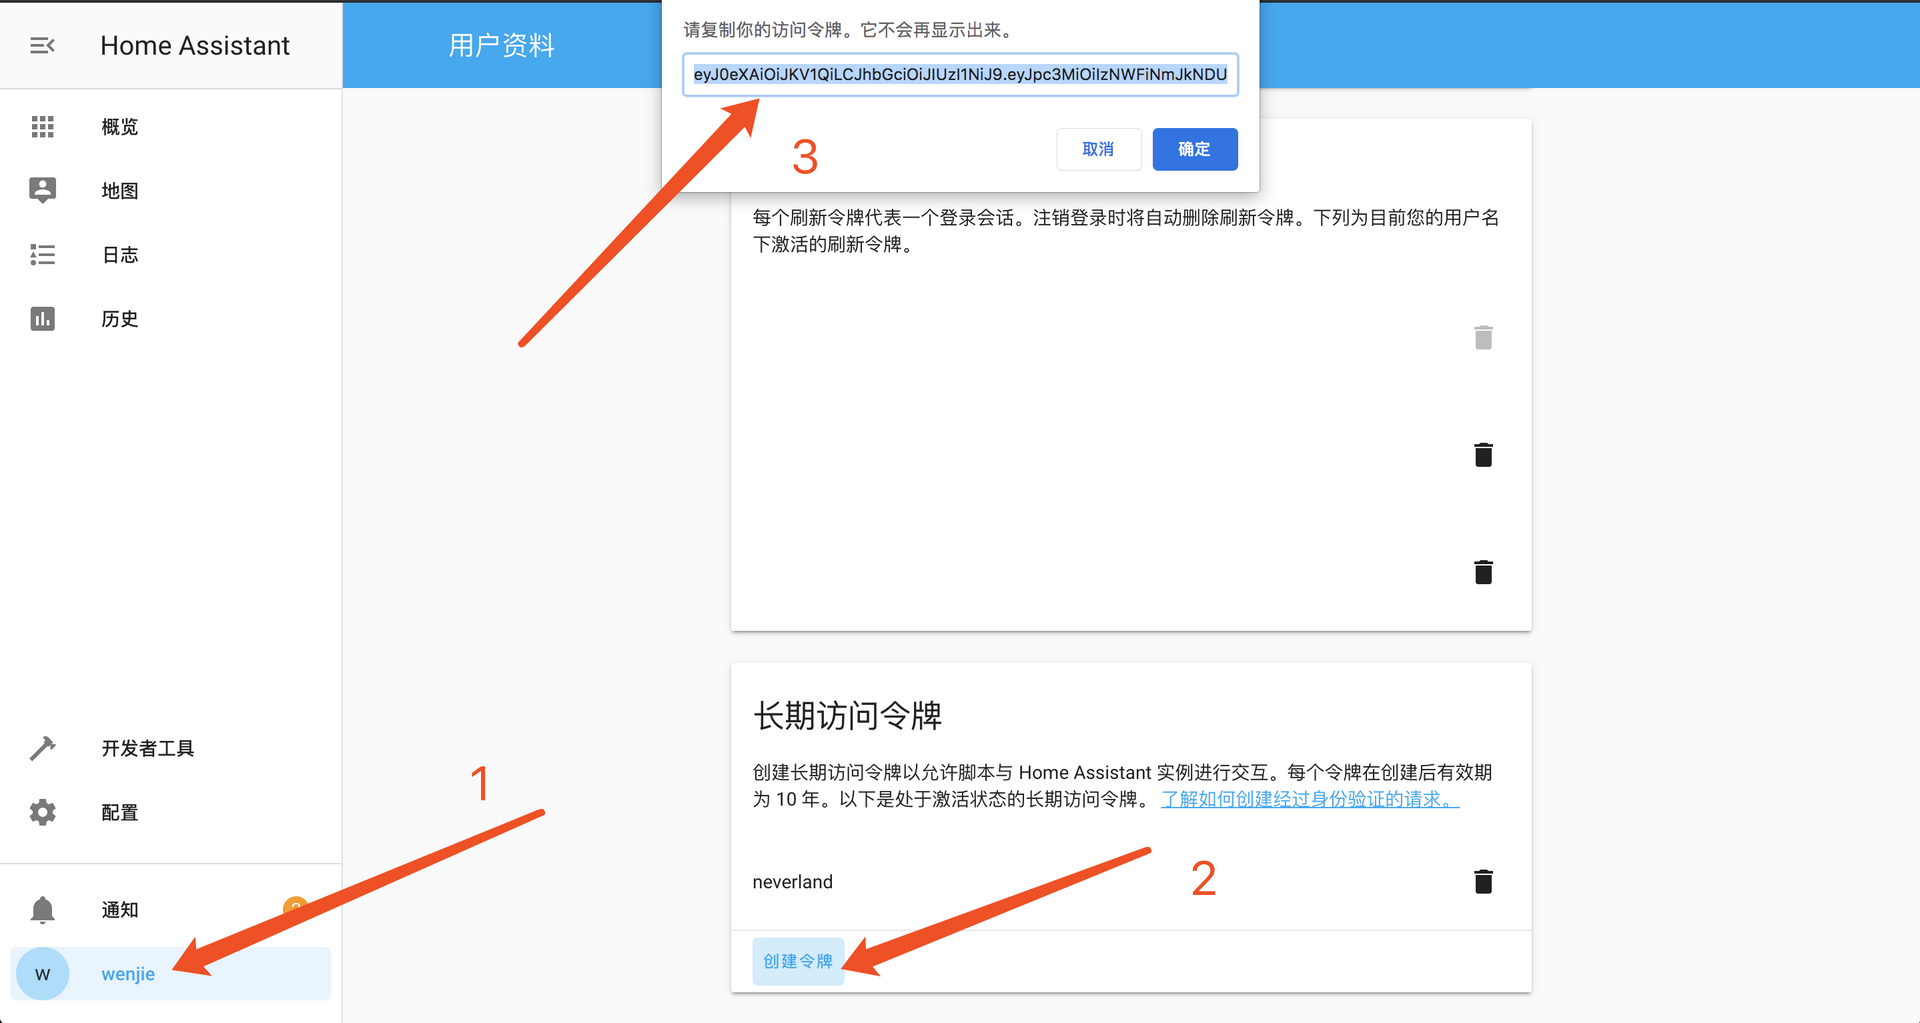 Home Assistant
用户资料
请复制你的访问令牌。它不会再显示出来。
eyJ0eXAiOiJKV1QiLCJhbGciOiJIUzI1NiJ9.eyJpc3MiOiIzNWFiNmJkNDU
取消
确定
3
概览
地图
日志
历史
每个刷新令牌代表一个登录会话。注销登录时将自动删除刷新令牌。下列为目前您的用户名
下激活的刷新令牌。
长期访问令牌
创建长期访问令牌以允许脚本与 Home Assistant 实例进行交互。每个令牌在创建后有效期
为 10 年。以下是处于激活状态的长期访问令牌。 了解如何创建经过身份验证的请求。
neverland
创建令牌
2
开发者工具
配置
1
通知
W
wenjie